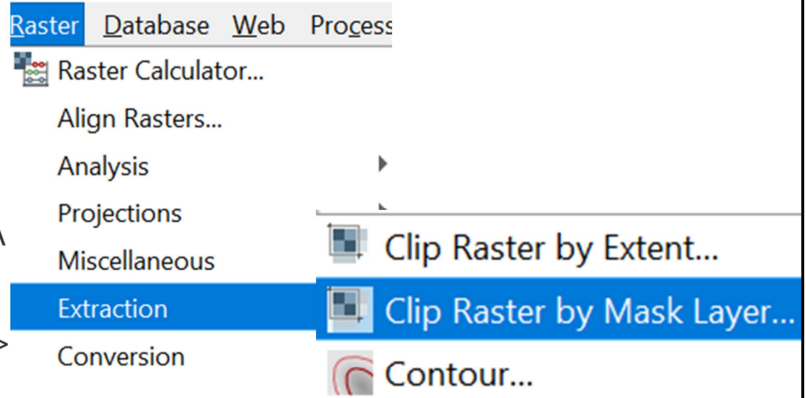 Raster Database Web Process
Raster Calculator...
Align Rasters...
Analysis
Projections
Miscellaneous
Extraction
Conversion
Clip Raster by Extent...
Clip Raster by Mask Layer...
Contour...